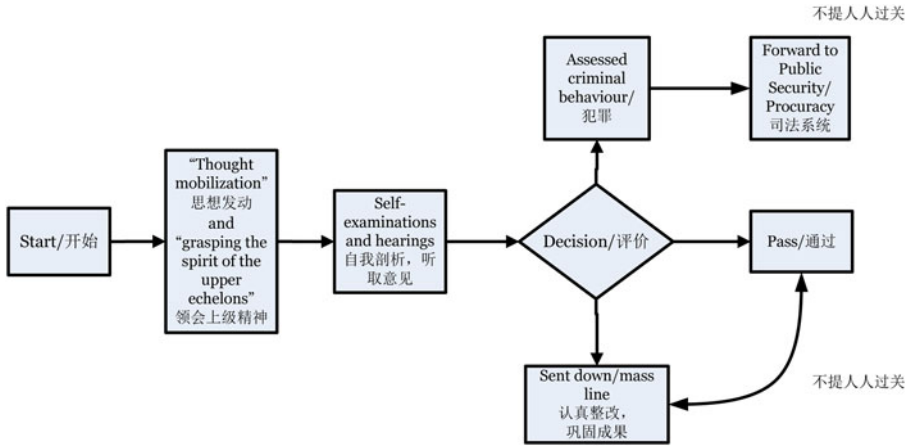 不提人人过关
Assessed
criminal
behaviour/
犯罪
Forward to
Public
Security/
Procuracy
司法系统
“Thought
mobilization”
思想发动
and
“grasping the
spirit of the
upper
echelons”
领会上级精神
Start/开始
Self-
examinations
and hearings
自我剖析，听
取意见
Decision/评价
Pass/通过
Sent down/mass
line
认真整改，
巩固成果
不提人人过关